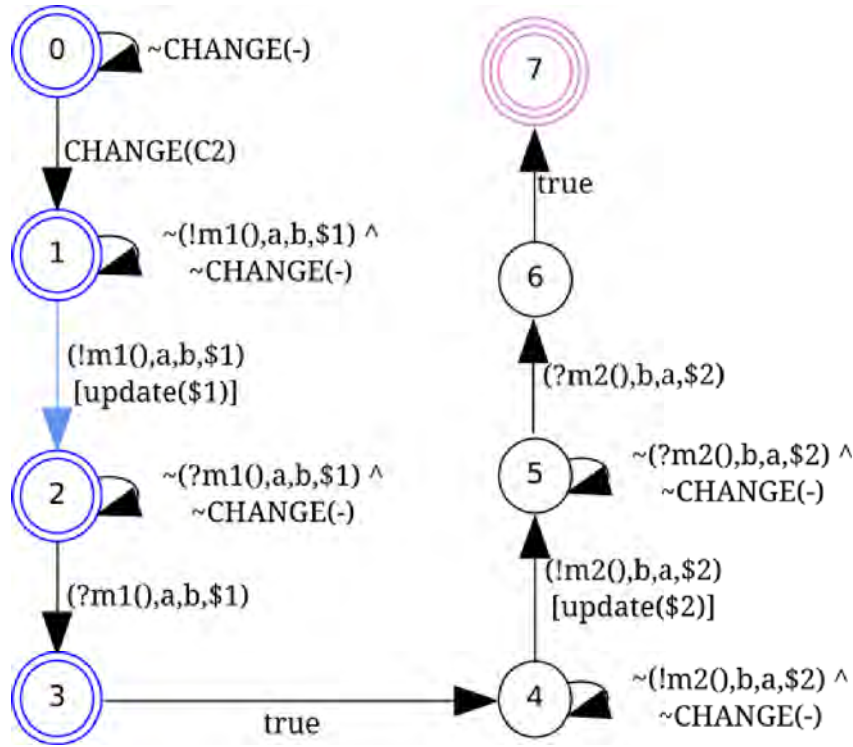 0
~CHANGE(-)
CHANGE(C2)
1
~(!m1(),a,b,$1) ^
~CHANGE(-)
(!m1(),a,b,$1)
[update($1)]
2
~(?m1(),a,b,$1) ^
~CHANGE(-)
(?m1(),a,b,$1)
3
true
4
~(!m2(),b,a,$2) ^
~CHANGE(-)
(!m2(),b,a,$2)
[update($2)]
5
~(?m2(),b,a,$2) ^
~CHANGE(-)
(?m2(),b,a,$2)
6
true
7